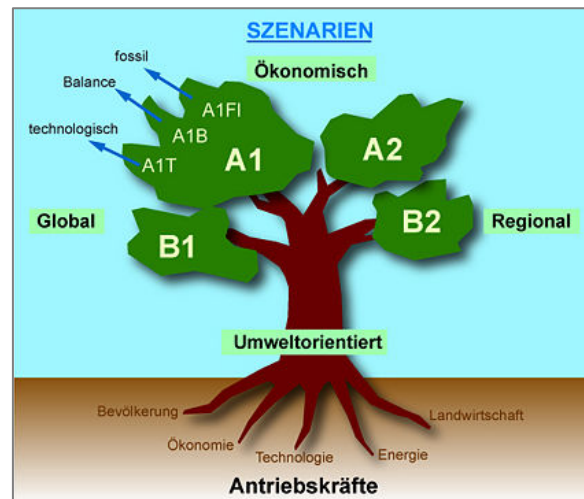 SZENARIEN
fossil
Ökonomisch
Balance
A1FI
technologisch
A1B
A1T
A1
A2
Global
B1
B2
Regional
Umweltorientiert
Bevölkerung
Landwirtschaft
Ökonomie
Technologie
Energie
Antriebskräfte